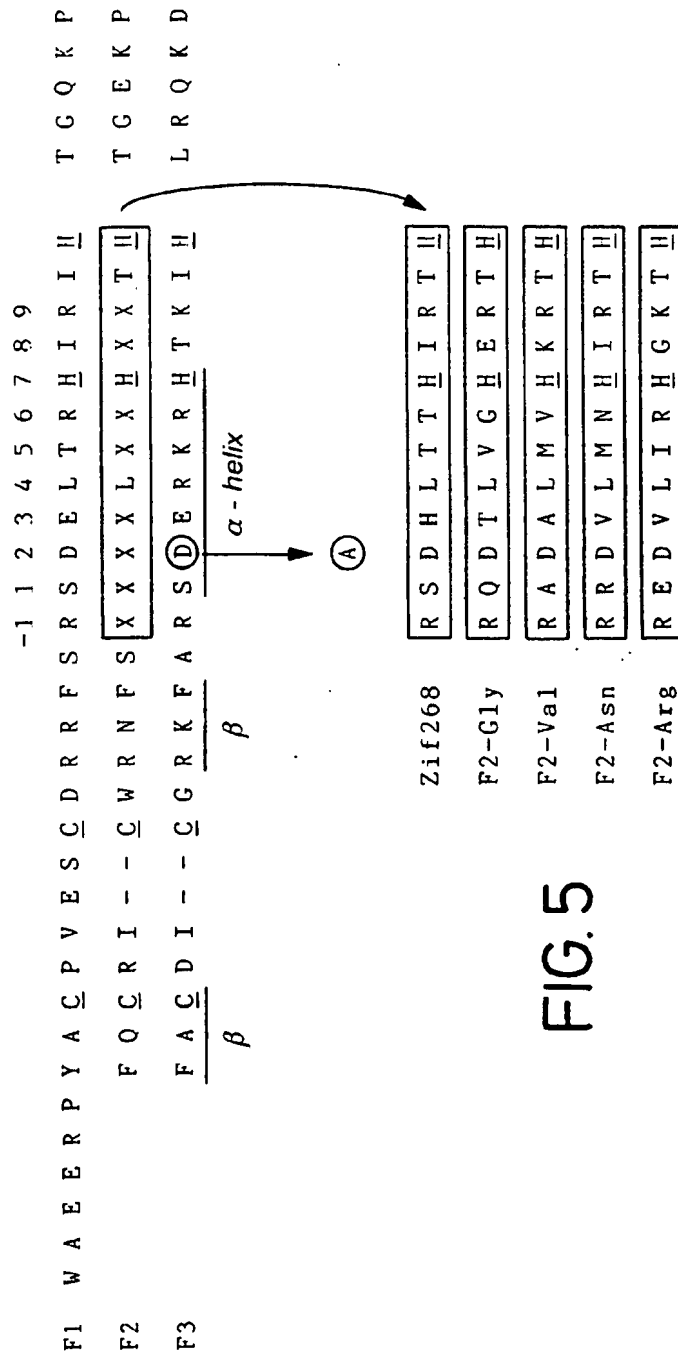 -1 1 2 3 4 5 6 7 8 9
F1 W A E E R P Y A C P V E S C D R R F S R S D E L T R H I R I H T G Q K P
F2 F Q C R I - - C W R N F S X X X X L X X H X X T H T G E K P
F3 F A C D I - - C G R K F A R S D E R K R H T K I H L R Q K D
β β α - helix
A
Zif268 R S D H L T T H I R T H
F2-Gly R Q D T L V G H E R T H
F2-Val R A D A L M V H K R T H
F2-Asn R R D V L M N H I R T H
F2-Arg R E D V L I R H G K T H
FIG. 5